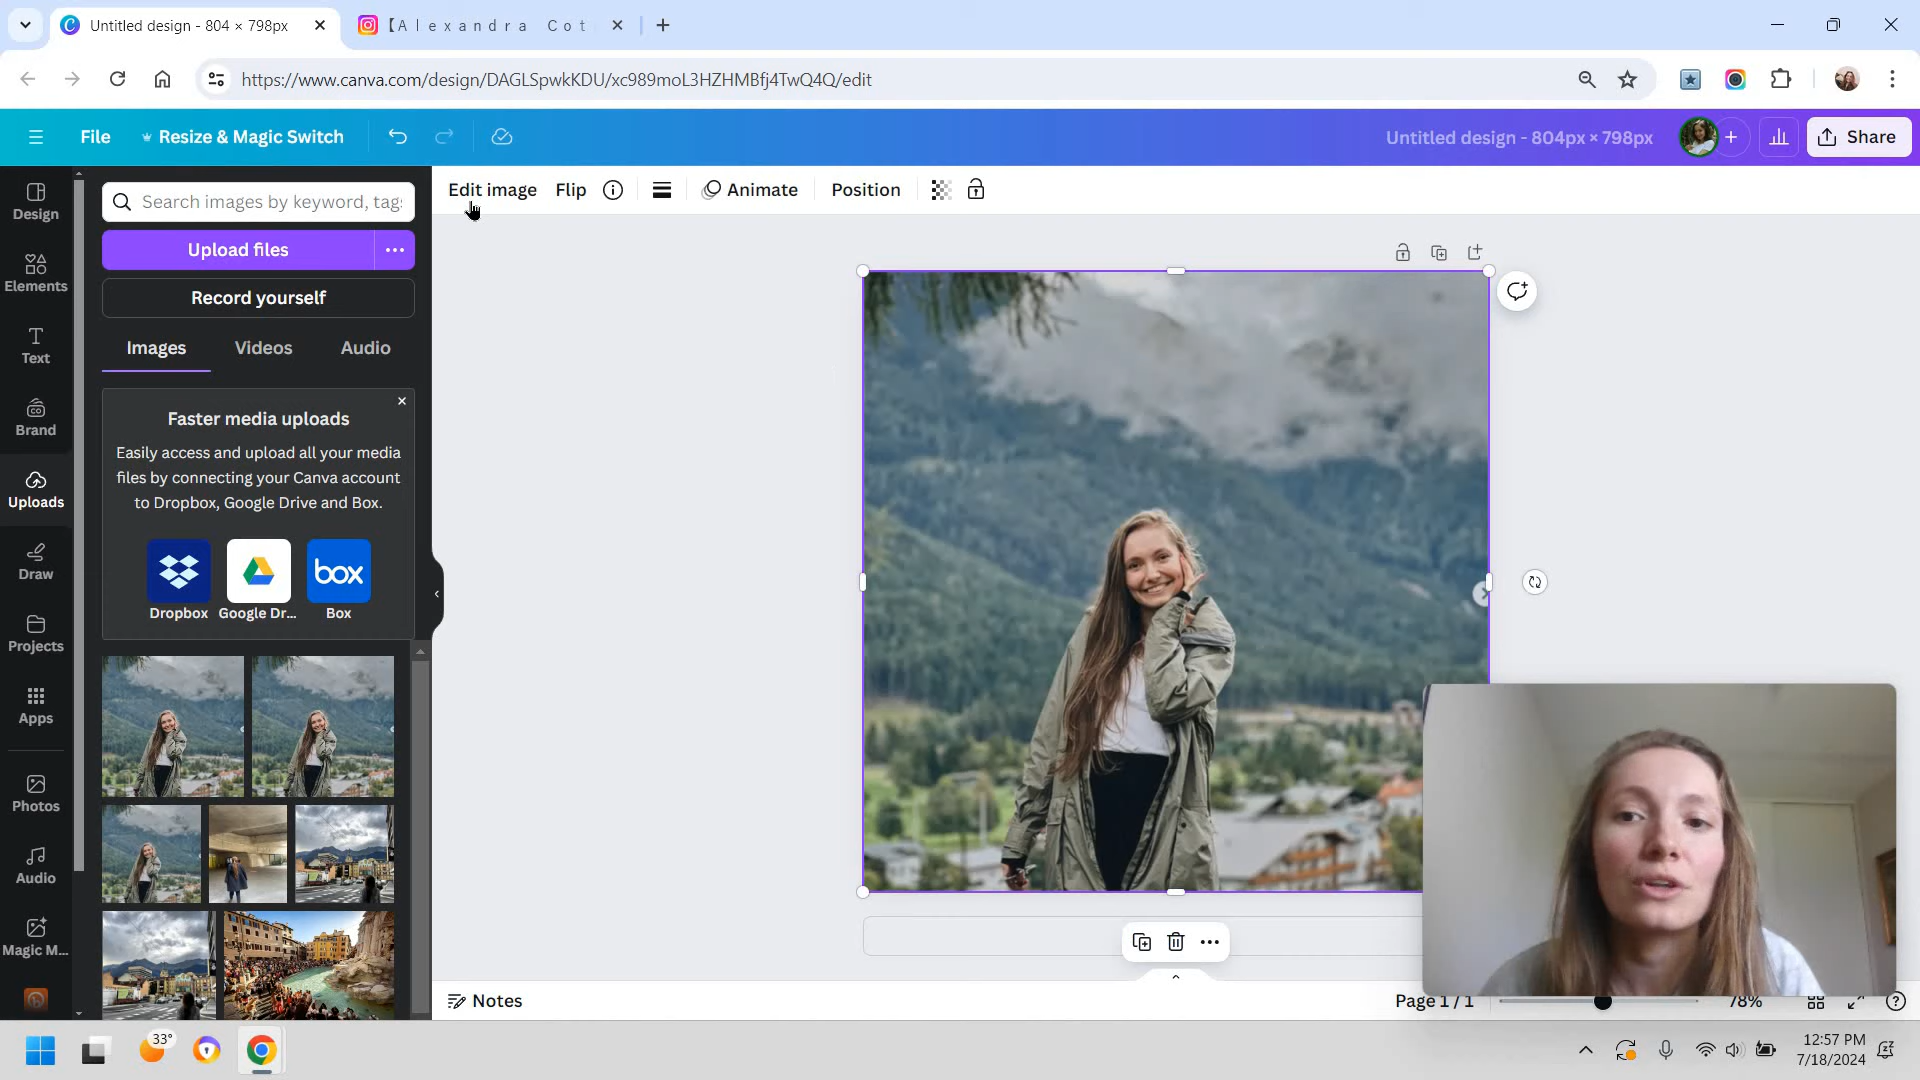 Untitled design - 804 × 798px
【A l e x a n d r a   C o t
https://www.canva.com/design/DAGLSpwkKDU/xc989moL3HZHMBfj4TwQ4Q/edit
File
Resize & Magic Switch
Untitled design - 804px × 798px
Share
Design
Elements
Text
Brand
Uploads
Draw
Projects
Apps
Photos
Audio
Magic M...
Search images by keyword, tag:
Upload files
Record yourself
Images
Videos
Audio
Faster media uploads
Easily access and upload all your media
files by connecting your Canva account
to Dropbox, Google Drive and Box.
box
Dropbox
Google Dr...
Box
Edit image
Flip
Animate
Position
Notes
Page 1 / 1
78%
33°
12:57 PM
7/18/2024